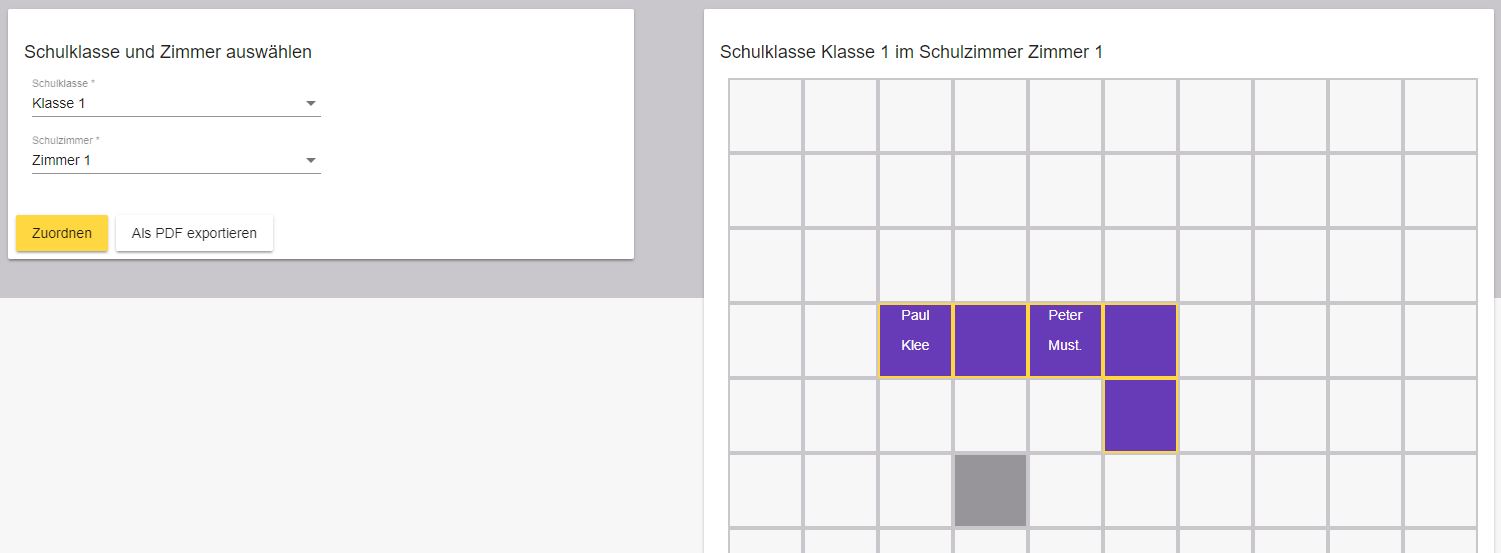 Schulklasse und Zimmer auswählen
Schulklasse *
Klasse 1
Schulzimmer *
Zimmer 1
Zuordnen
Als PDF exportieren
Schulklasse Klasse 1 im Schulzimmer Zimmer 1
Paul
Klee
Peter
Must.